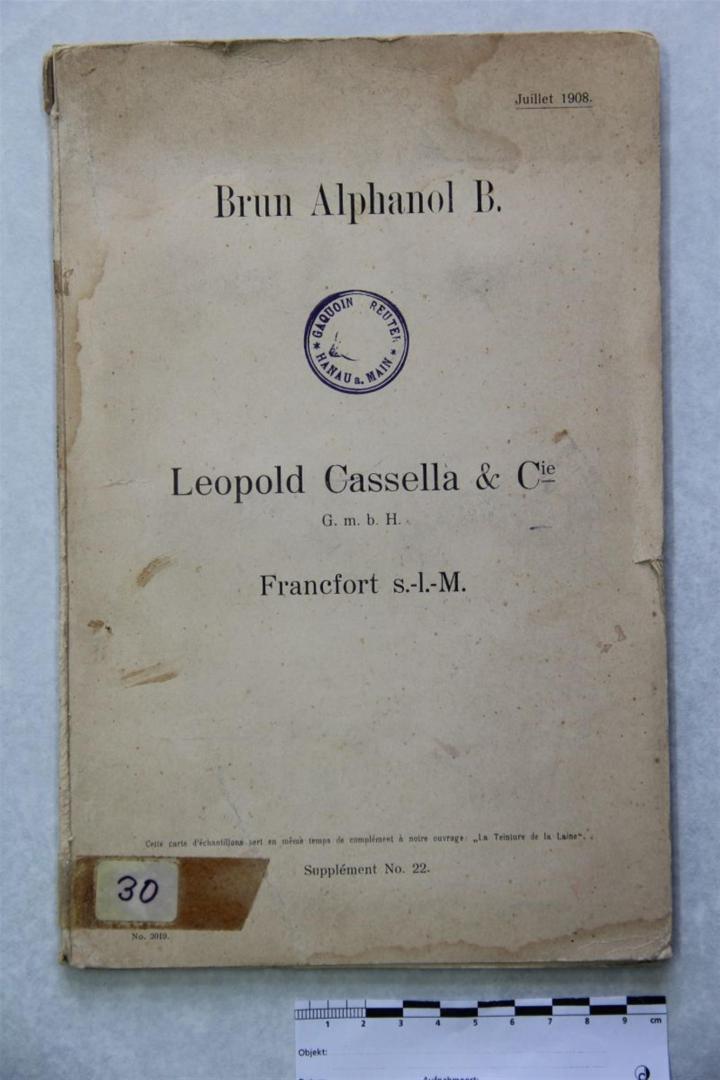 Juillet 1908.
Brun Alphanol B.
GAQUOIN REUTER
* HANAU a. MAIN *
Leopold Cassella & Cie
G. m. b. H.
Francfort s.-l.-M.
Cette carte d'échantillons sert en même temps de complément à notre ouvrage: „La Teinture de la Laine“.
Supplément No. 22.
30
No. 2019.
1 2 3 4 5 6 7 8 9 cm
Objekt: